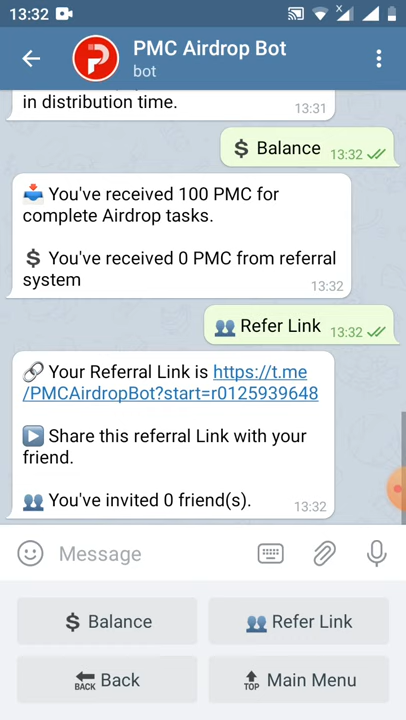 13:32
PMC Airdrop Bot
bot
in distribution time.
13:31
$ Balance 13:32
You've received 100 PMC for
complete Airdrop tasks.
$ You've received 0 PMC from referral
system
13:32
Refer Link 13:32
Your Referral Link is https://t.me
/PMCAirdropBot?start=r0125939648
Share this referral Link with your
friend.
You've invited 0 friend(s).
13:32
Message
$ Balance
Refer Link
BACK Back
TOP Main Menu